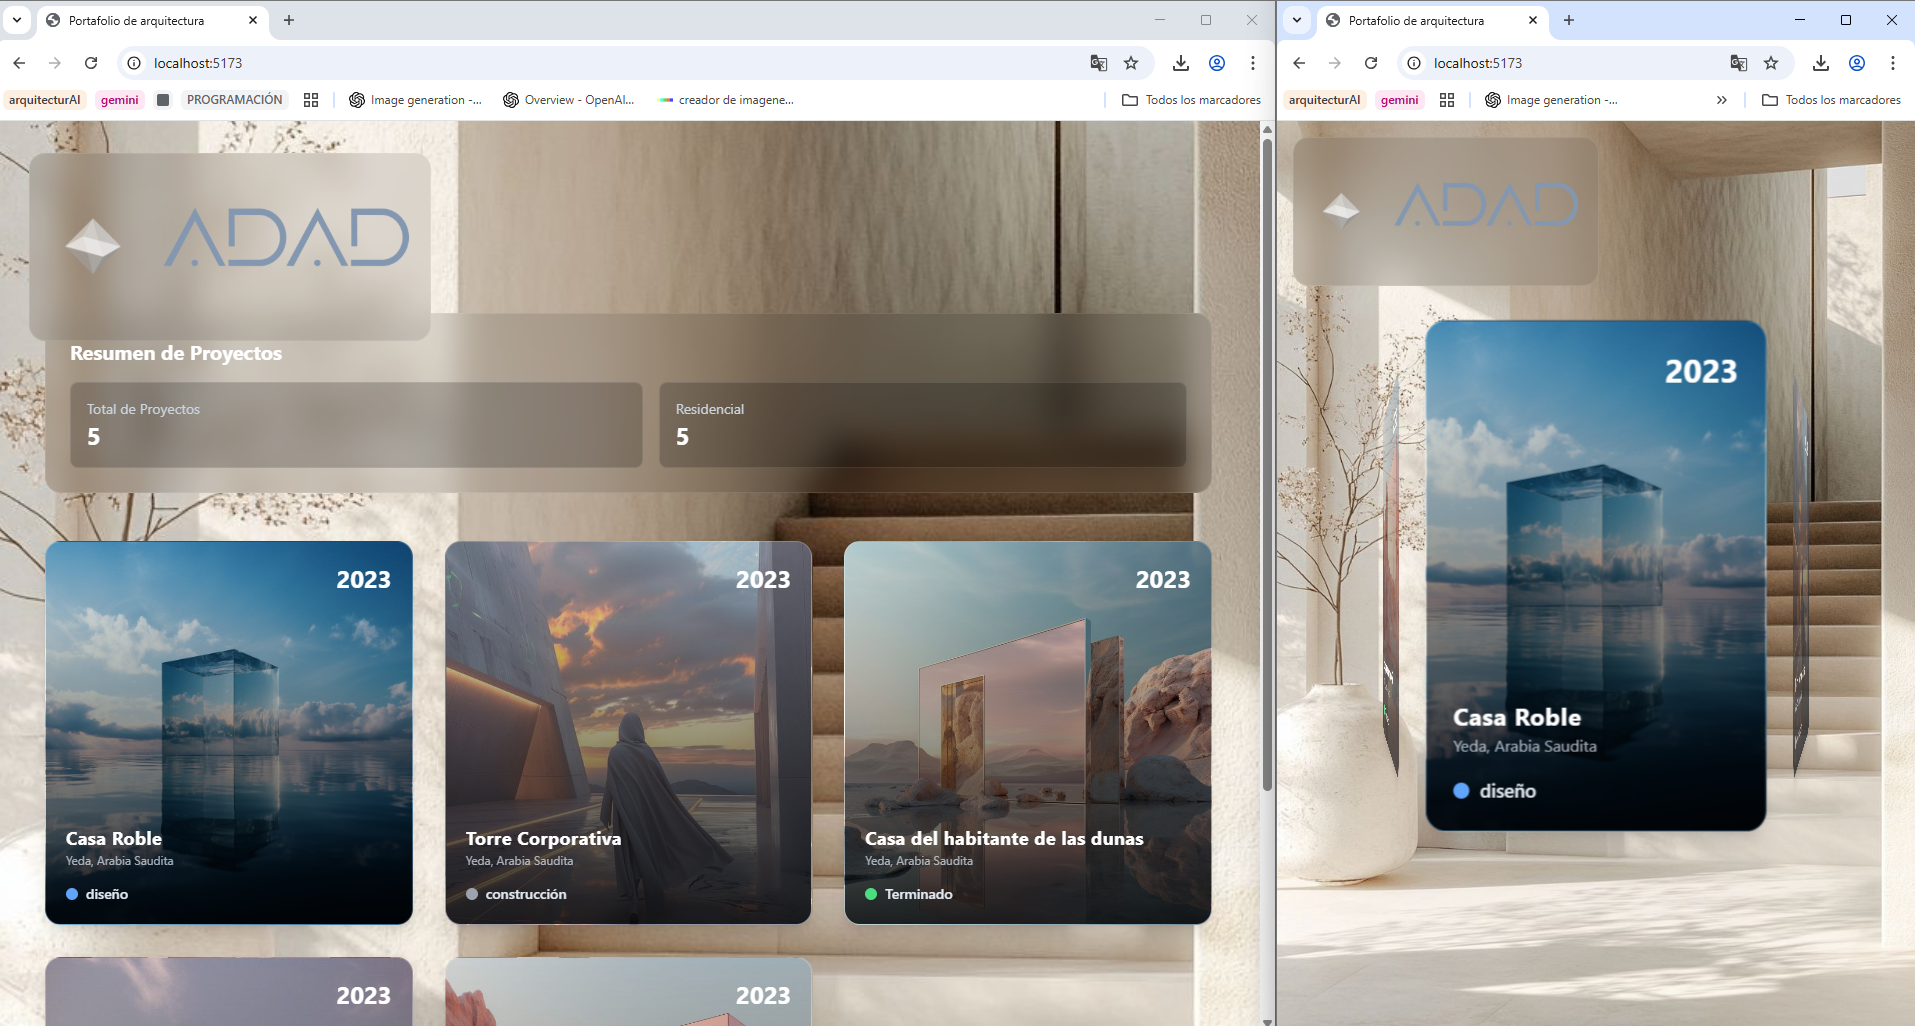 Portafolio de arquitectura
localhost:5173
arquitecturAI
gemini
PROGRAMACIÓN
Image generation -...
Overview - OpenAI...
creador de imagene...
Todos los marcadores
ADAD
Resumen de Proyectos
Total de Proyectos
5
Residencial
5
2023
Casa Roble
Yeda, Arabia Saudita
diseño
2023
Torre Corporativa
Yeda, Arabia Saudita
construcción
2023
Casa del habitante de las dunas
Yeda, Arabia Saudita
Terminado
2023
2023
Portafolio de arquitectura
localhost:5173
arquitecturAI
gemini
Image generation -...
Todos los marcadores
ADAD
2023
Casa Roble
Yeda, Arabia Saudita
diseño